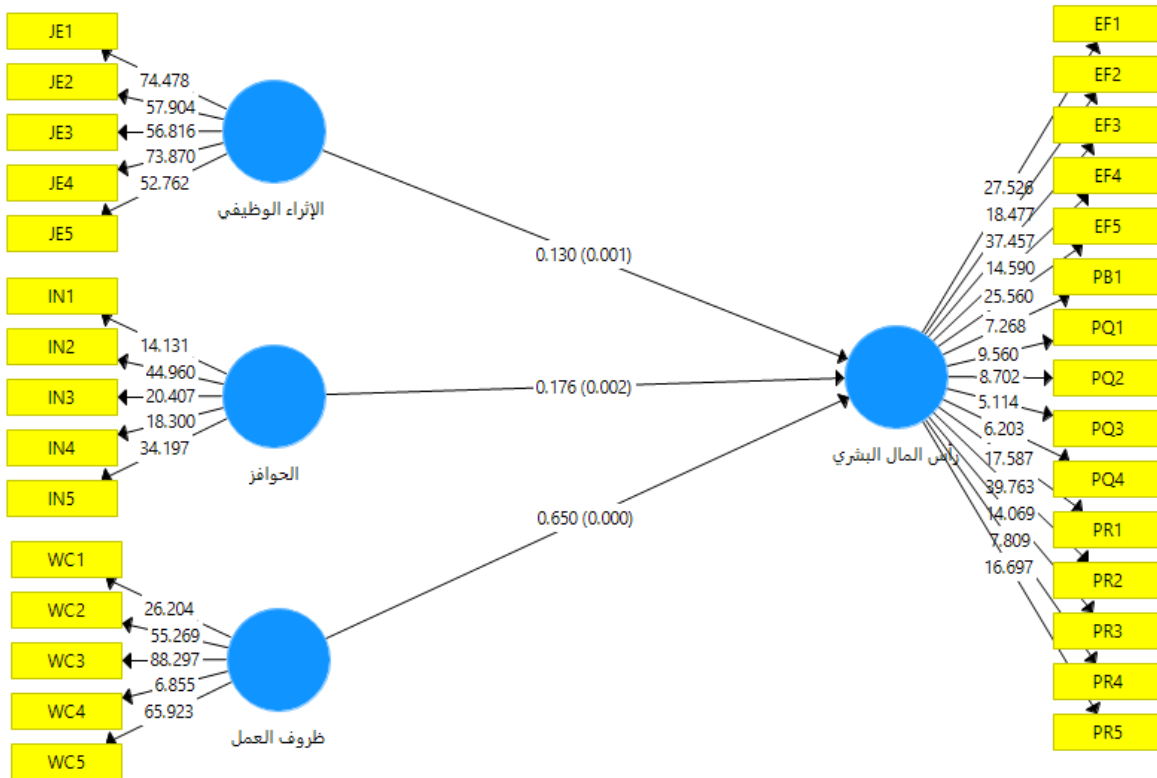 JE1
JE2
JE3
JE4
JE5
74.478
57.904
56.816
73.870
52.762
الإثراء الوظيفي
IN1
IN2
IN3
IN4
IN5
14.131
44.960
20.407
18.300
34.197
الحوافز
WC1
WC2
WC3
WC4
WC5
26.204
55.269
88.297
6.855
65.923
ظروف العمل
0.130 (0.001)
0.176 (0.002)
0.650 (0.000)
رأس المال البشري
27.526
18.477
37.457
14.590
25.560
7.268
9.560
8.702
5.114
6.203
17.587
39.763
14.069
7.809
16.697
EF1
EF2
EF3
EF4
EF5
PB1
PQ1
PQ2
PQ3
PQ4
PR1
PR2
PR3
PR4
PR5